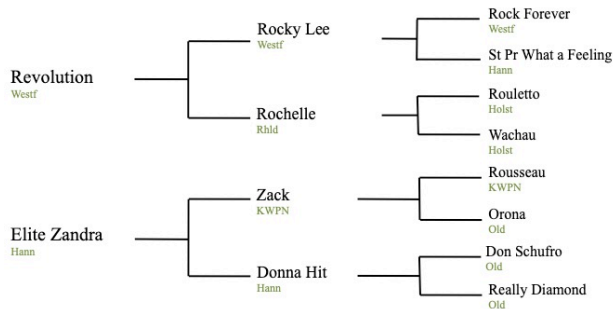 Revolution
Westf
Rocky Lee
Westf
Rock Forever
Westf
St Pr What a Feeling
Hann
Rochelle
Rhld
Rouletto
Holst
Wachau
Holst
Elite Zandra
Hann
Zack
KWPN
Rousseau
KWPN
Orona
Old
Donna Hit
Hann
Don Schufro
Old
Really Diamond
Old